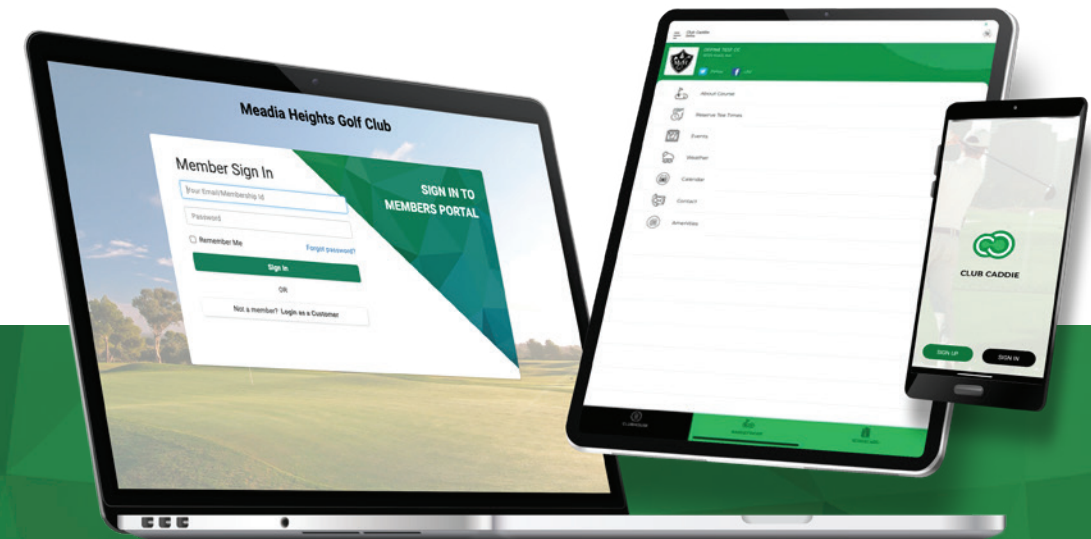 Meadia Heights Golf Club
Member Sign In
Your Email/Membership Id
Password
Remember Me
Forgot password?
Sign In
OR
Not a member? Login as a Customer
SIGN IN TO
MEMBERS PORTAL
Club Caddie
About Course
Reserve Tee Times
Events
Weather
Calendar
Contact
Amenities
CLUB CADDIE
SIGN UP
SIGN IN